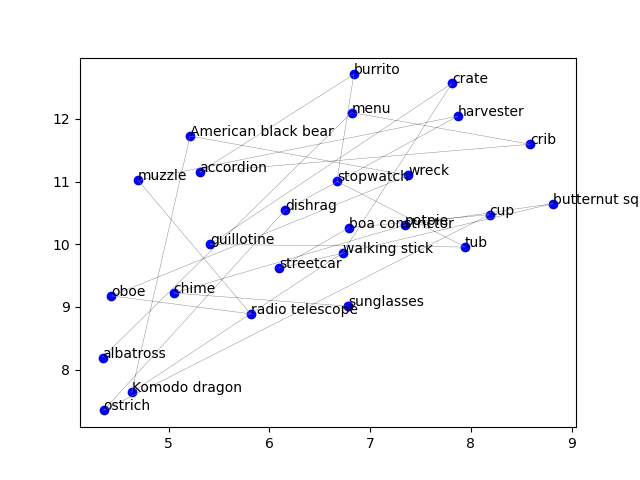 burrito
crate
menu
harvester
American black bear
crib
accordion
wreck
muzzle
stopwatch
butternut sq
dishrag
cup
boa constrictor
potpie
guillotine
tub
walking stick
streetcar
oboe
chime
sunglasses
radio telescope
albatross
Komodo dragon
ostrich
12
11
10
9
8
5
6
7
8
9